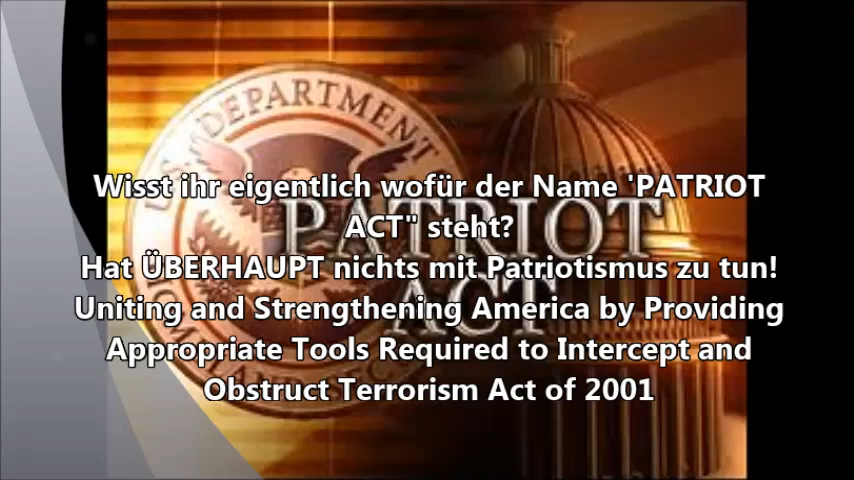 Wisst ihr eigentlich wofür der Name 'PATRIOT
ACT" steht?
Hat ÜBERHAUPT nichts mit Patriotismus zu tun!
Uniting and Strengthening America by Providing
Appropriate Tools Required to Intercept and
Obstruct Terrorism Act of 2001
PATRIOT
ACT
DEPARTMENT